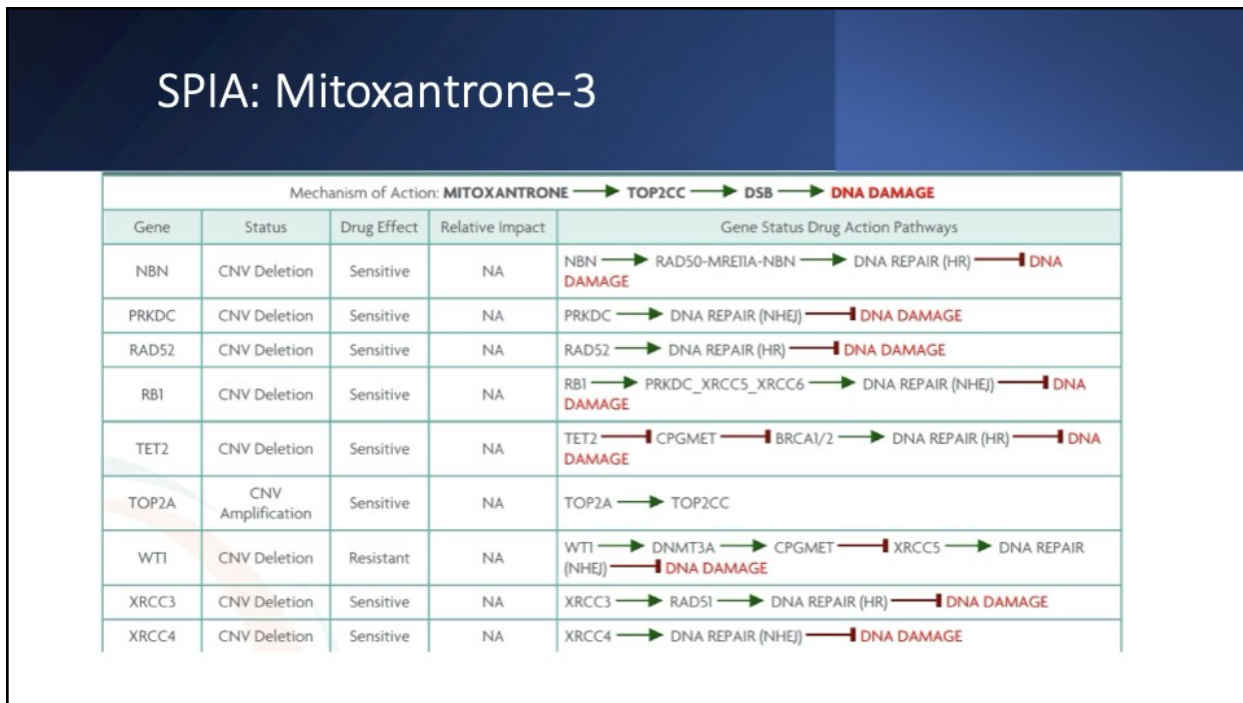 SPIA: Mitoxantrone-3
Mechanism of Action: MITOXANTRONE TOP2CC DSB DNA DAMAGE
Gene Status Drug Effect Relative Impact Gene Status Drug Action Pathways
NBN CNV Deletion Sensitive NA NBN RAD50-MRE11A-NBN DNA REPAIR (HR) DNA
DAMAGE
PRKDC CNV Deletion Sensitive NA PRKDC DNA REPAIR (NHEJ) DNA DAMAGE
RAD52 CNV Deletion Sensitive NA RAD52 DNA REPAIR (HR) DNA DAMAGE
RB1 CNV Deletion Sensitive NA RB1 PRKDC_XRCC5_XRCC6 DNA REPAIR (NHEJ) DNA
DAMAGE
TET2 CNV Deletion Sensitive NA TET2 CPGMET BRCA1/2 DNA REPAIR (HR) DNA
DAMAGE
TOP2A CNV
Amplification Sensitive NA TOP2A TOP2CC
WT1 CNV Deletion Resistant NA WT1 DNMT3A CPGMET XRCC5 DNA REPAIR
(NHEJ) DNA DAMAGE
XRCC3 CNV Deletion Sensitive NA XRCC3 RAD51 DNA REPAIR (HR) DNA DAMAGE
XRCC4 CNV Deletion Sensitive NA XRCC4 DNA REPAIR (NHEJ) DNA DAMAGE